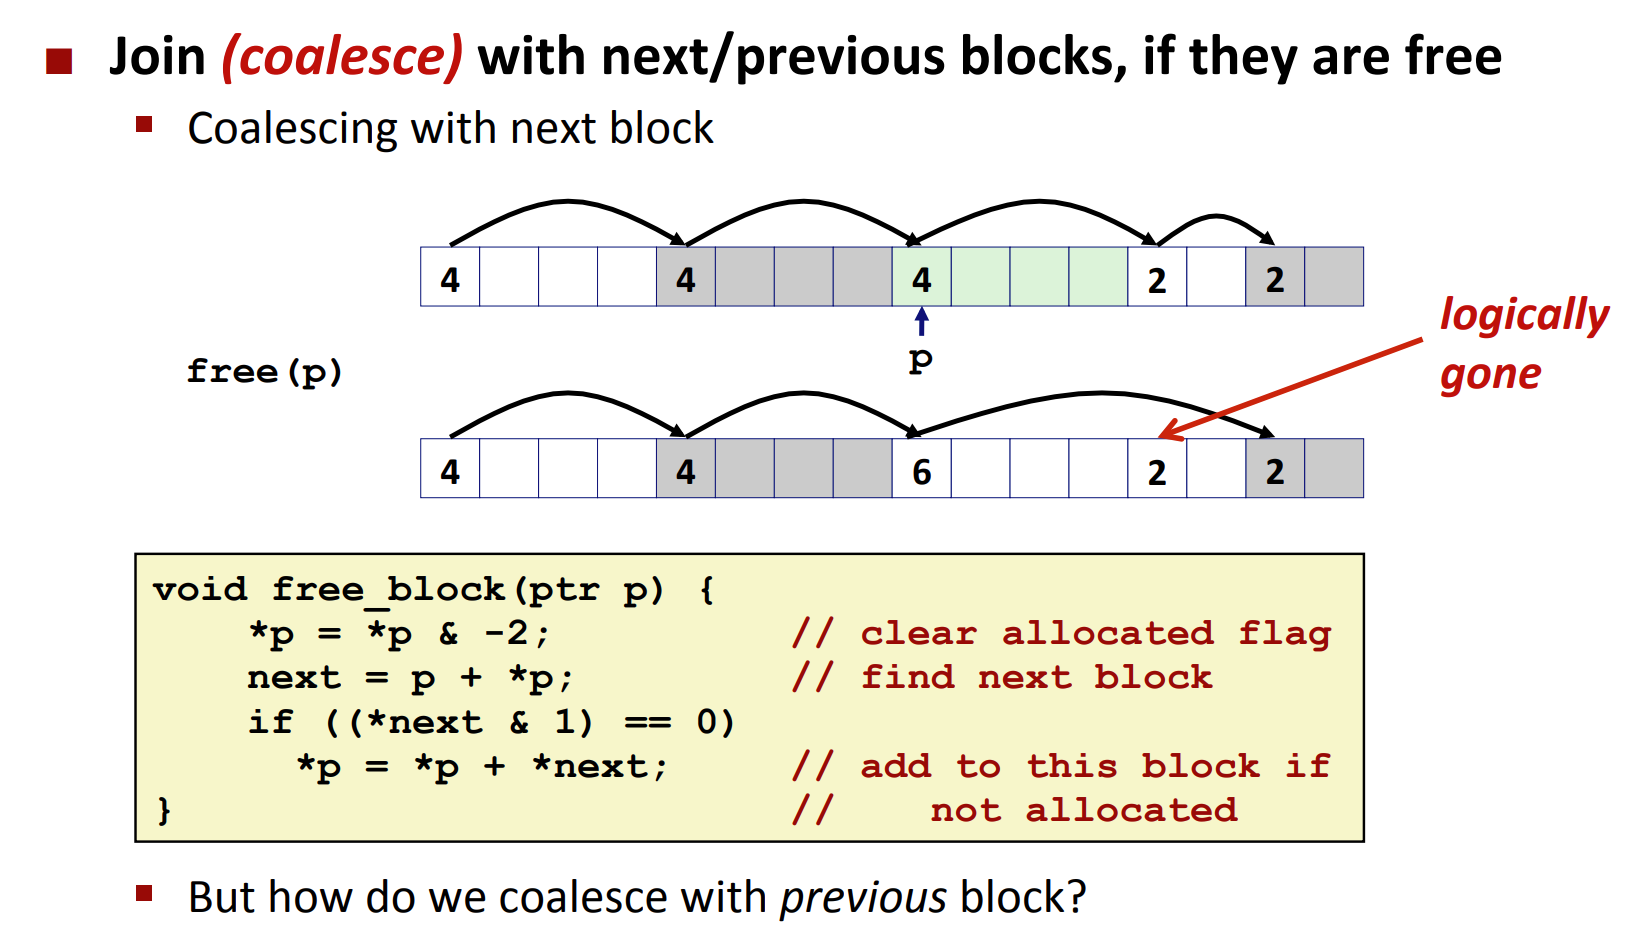 Join (coalesce) with next/previous blocks, if they are free
Coalescing with next block
4 4 4 2 2
p
logically
gone
free(p)
4 4 6 2 2
void free_block(ptr p) {
    *p = *p & -2;          // clear allocated flag
    next = p + *p;         // find next block
    if ((*next & 1) == 0)
      *p = *p + *next;     // add to this block if
}                          //    not allocated
But how do we coalesce with previous block?